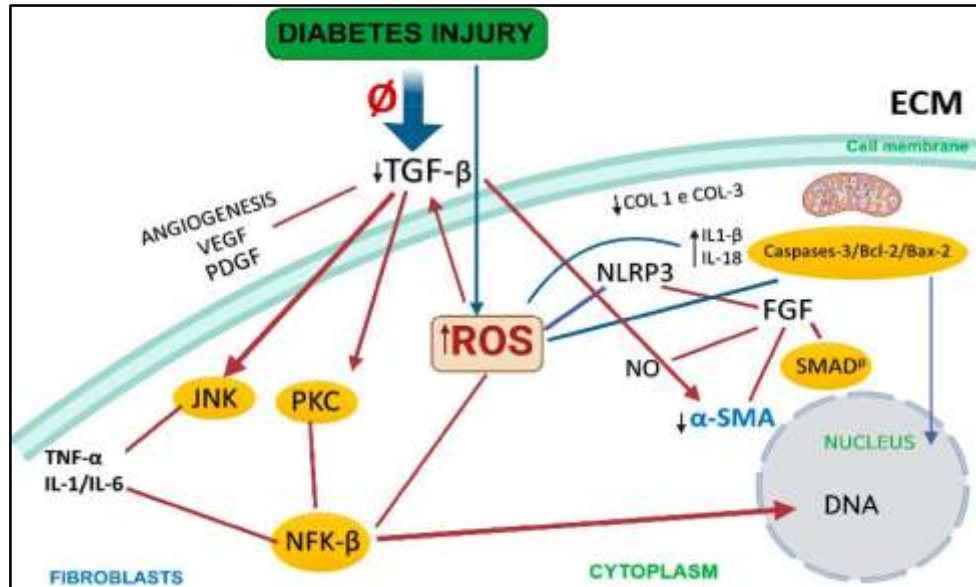 DIABETES INJURY
Ø
ECM
Cell membrane
↓TGF-β
ANGIOGENESIS
VEGF
PDGF
↓COL 1 e COL-3
↑IL1-β
IL-18
Caspases-3/Bcl-2/Bax-2
NLRP3
FGF
↑ROS
NO
SMADᵝ
JNK
PKC
↓α-SMA
NUCLEUS
TNF-α
IL-1/IL-6
DNA
NFK-β
FIBROBLASTS
CYTOPLASM